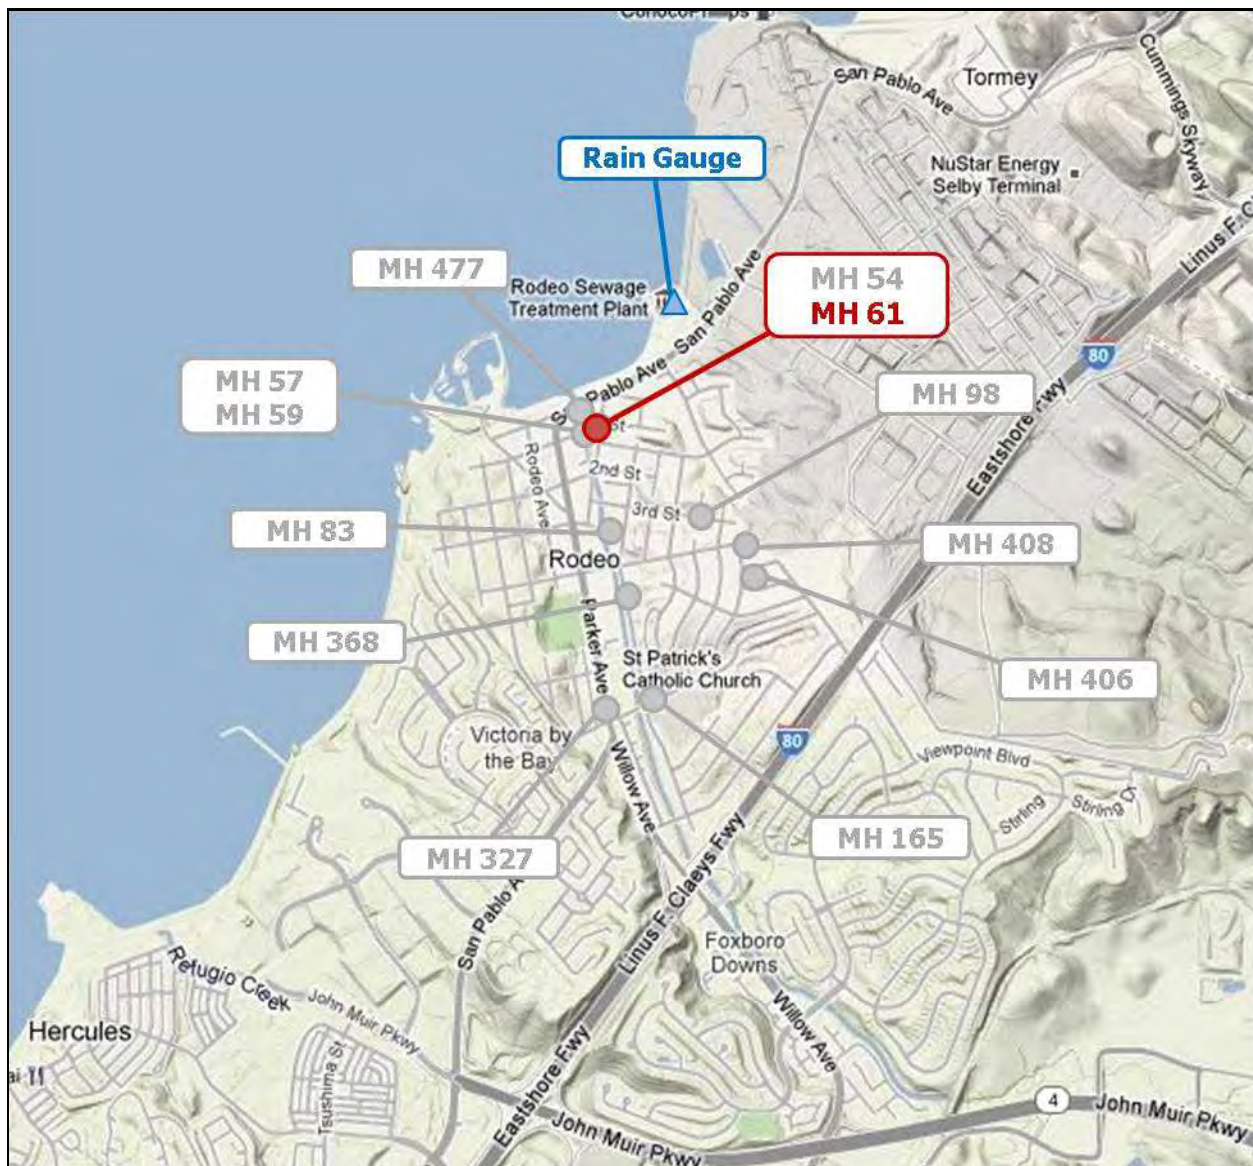 San Pablo Ave
Tormey
Cummings Skyway
Rain Gauge
NuStar Energy
Selby Terminal
MH 477
Rodeo Sewage
Treatment Plant
MH 54
MH 61
San Pablo Ave
San Pablo Ave
80
Eastshore Fwy
MH 57
MH 59
MH 98
2nd St
Rodeo Ave
3rd St
MH 83
Rodeo
MH 408
MH 368
Parker Ave
St Patrick's
Catholic Church
MH 406
Victoria by
the Bay
80
Viewpoint Blvd
Stirling
Stirling Dr
Willow Ave
MH 327
MH 165
Linus F. Claeys Fwy
San Pablo A
Foxboro
Downs
Refugio Creek
John Muir Pkwy
Willow Ave
Hercules
Tsushima St
Eastshore Fwy
4
John Muir Pkwy
John Muir Pkwy